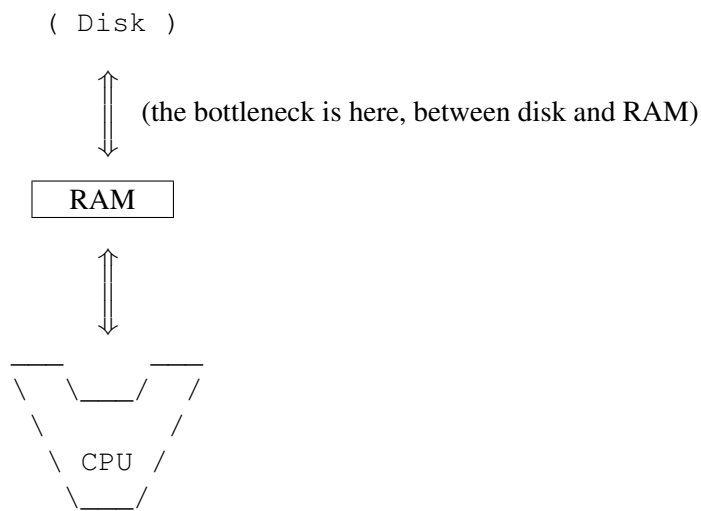 ( Disk )
(the bottleneck is here, between disk and RAM)
RAM
CPU